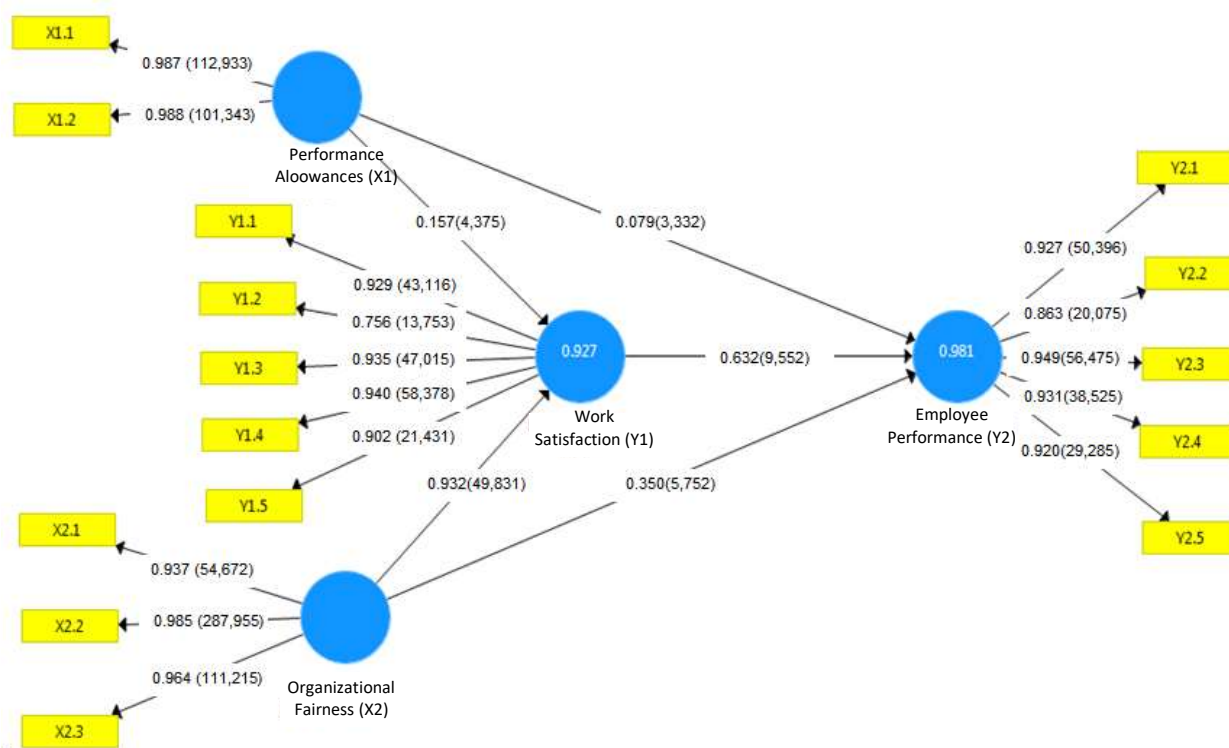 X1.1
0.987 (112,933)
X1.2
0.988 (101,343)
Performance
Aloowances (X1)
Y2.1
Y1.1
0.157(4,375)
0.079(3,332)
0.927 (50,396)
Y2.2
0.929 (43,116)
Y1.2
0.863 (20,075)
0.756 (13,753)
0.927
0.632(9,552)
0.981
0.949(56,475)
Y2.3
Y1.3
0.935 (47,015)
0.940 (58,378)
0.931(38,525)
Work
Satisfaction (Y1)
Employee
Performance (Y2)
Y1.4
0.902 (21,431)
Y2.4
0.920(29,285)
0.932(49,831)
0.350(5,752)
Y1.5
X2.1
Y2.5
0.937 (54,672)
X2.2
0.985 (287,955)
0.964 (111,215)
Organizational
Fairness (X2)
X2.3